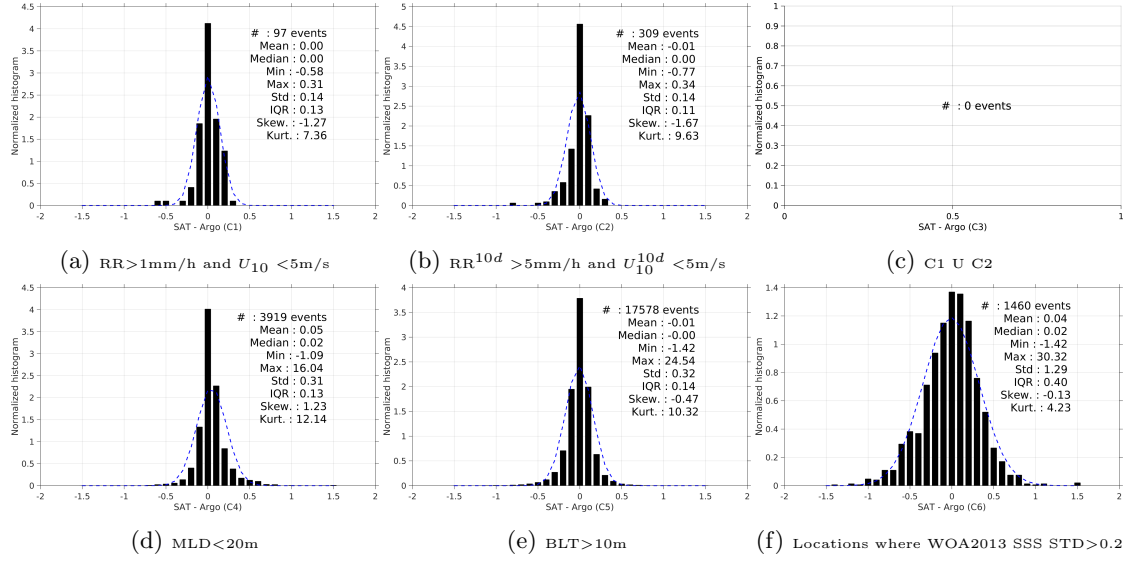 4.5
4
3.5
3
2.5
2
1.5
1
0.5
0
Normalized histogram
# : 97 events
Mean : 0.00
Median : 0.00
Min : -0.58
Max : 0.31
Std : 0.14
IQR : 0.13
Skew. : -1.27
Kurt. : 7.36
-2 -1.5 -1 -0.5 0 0.5 1 1.5 2
SAT - Argo (C1)
(a) RR>1mm/h and U10 <5m/s
5
4.5
4
3.5
3
2.5
2
1.5
1
0.5
0
Normalized histogram
# : 309 events
Mean : -0.01
Median : 0.00
Min : -0.77
Max : 0.34
Std : 0.14
IQR : 0.11
Skew. : -1.67
Kurt. : 9.63
-2 -1.5 -1 -0.5 0 0.5 1 1.5 2
SAT - Argo (C2)
(b) RR^10d >5mm/h and U10^10d <5m/s
1
0.9
0.8
0.7
0.6
0.5
0.4
0.3
0.2
0.1
0
Normalized histogram
# : 0 events
0 0.5 1
SAT - Argo (C3)
(c) C1 U C2
4.5
4
3.5
3
2.5
2
1.5
1
0.5
0
Normalized histogram
# : 3919 events
Mean : 0.05
Median : 0.02
Min : -1.09
Max : 16.04
Std : 0.31
IQR : 0.13
Skew. : 1.23
Kurt. : 12.14
-2 -1.5 -1 -0.5 0 0.5 1 1.5 2
SAT - Argo (C4)
(d) MLD<20m
4.5
4
3.5
3
2.5
2
1.5
1
0.5
0
Normalized histogram
# : 17578 events
Mean : -0.01
Median : -0.00
Min : -1.42
Max : 24.54
Std : 0.32
IQR : 0.14
Skew. : -0.47
Kurt. : 10.32
-2 -1.5 -1 -0.5 0 0.5 1 1.5 2
SAT - Argo (C5)
(e) BLT>10m
1.4
1.2
1
0.8
0.6
0.4
0.2
0
Normalized histogram
# : 1460 events
Mean : 0.04
Median : 0.02
Min : -1.42
Max : 30.32
Std : 1.29
IQR : 0.40
Skew. : -0.13
Kurt. : 4.23
-2 -1.5 -1 -0.5 0 0.5 1 1.5 2
SAT - Argo (C6)
(f) Locations where WOA2013 SSS STD>0.2